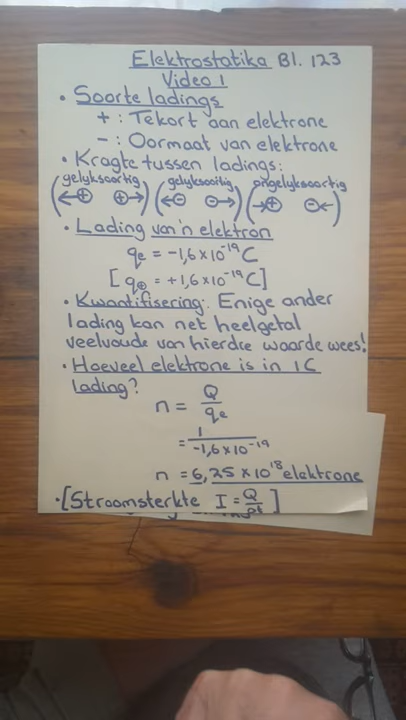 Elektrostatika Bl. 123
Video 1
• Soorte ladings
+ : Tekort aan elektrone
- : Oormaat van elektrone
• Kragte tussen ladings:
gelyksoortig gelyksoortig ongelyksoortig
(←⊕ ⊕→) (←⊖ ⊖→) (→⊕ ⊖←)
• Lading van 'n elektron
qe = -1,6 x 10⁻¹⁹ C
[q⊕ = +1,6 x 10⁻¹⁹ C]
• Kwantifisering: Enige ander
lading kan net heelgetal
veelvoude van hierdie waarde wees!
• Hoeveel elektrone is in 1C
lading?
n = Q/qe
= 1/-1,6 x 10⁻¹⁹
n = 6,25 x 10¹⁸ elektrone
• [Stroomsterkte I = Q/Δt]